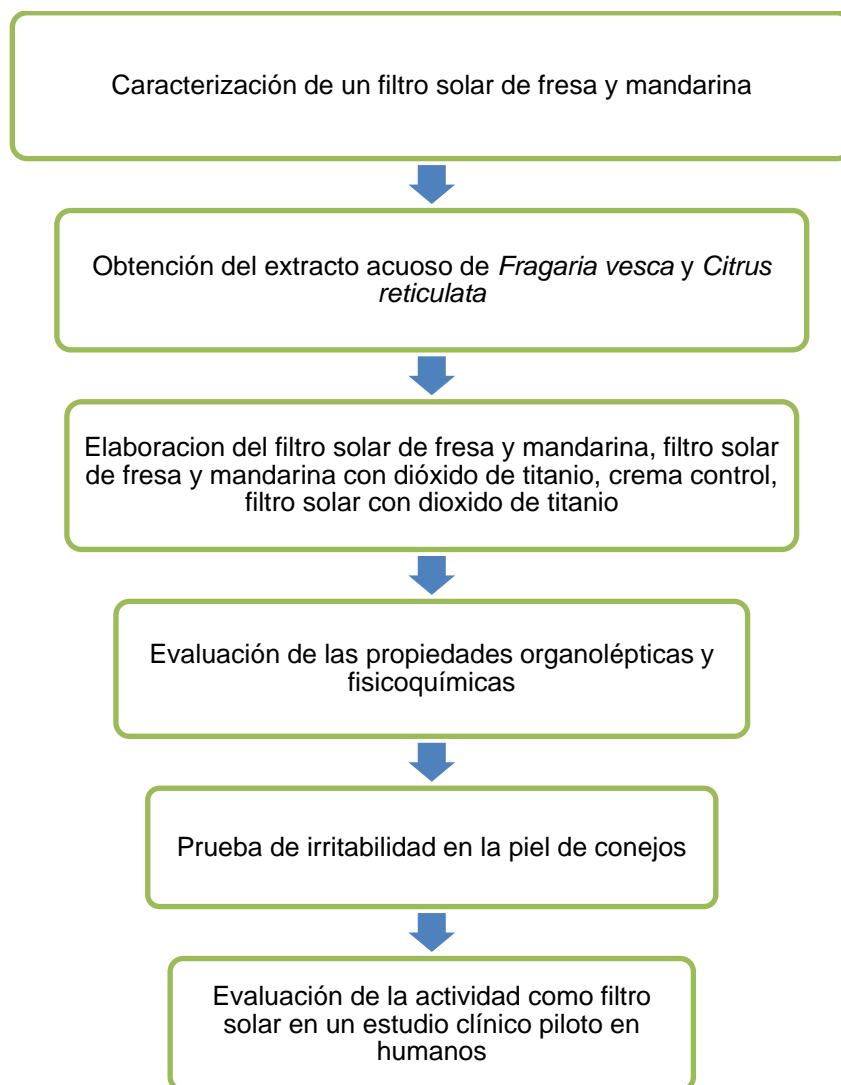 Caracterización de un filtro solar de fresa y mandarina
Obtención del extracto acuoso de Fragaria vesca y Citrus
reticulata
Elaboracion del filtro solar de fresa y mandarina, filtro solar
de fresa y mandarina con dióxido de titanio, crema control,
filtro solar con dioxido de titanio
Evaluación de las propiedades organolépticas y
fisicoquímicas
Prueba de irritabilidad en la piel de conejos
Evaluación de la actividad como filtro
solar en un estudio clínico piloto en
humanos